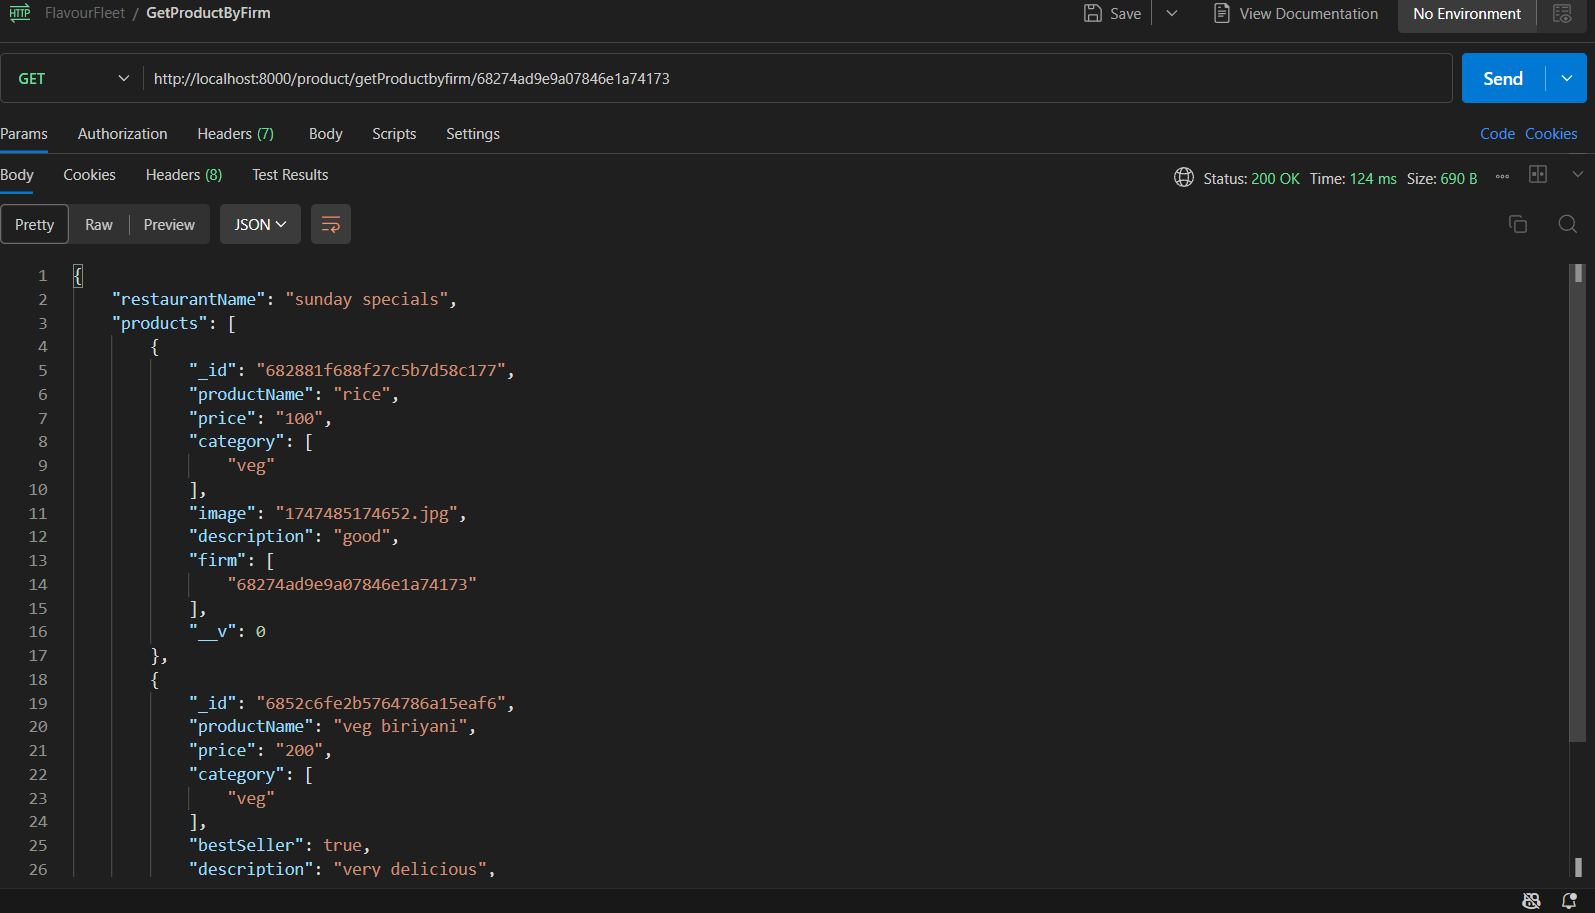 HTTP FlavourFleet / GetProductByFirm Save View Documentation No Environment
GET http://localhost:8000/product/getProductbyfirm/68274ad9e9a07846e1a74173 Send
Params Authorization Headers (7) Body Scripts Settings Code Cookies
Body Cookies Headers (8) Test Results Status: 200 OK Time: 124 ms Size: 690 B
Pretty Raw Preview JSON
1 {
2 "restaurantName": "sunday specials",
3 "products": [
4 {
5 "_id": "682881f688f27c5b7d58c177",
6 "productName": "rice",
7 "price": "100",
8 "category": [
9 "veg"
10 ],
11 "image": "1747485174652.jpg",
12 "description": "good",
13 "firm": [
14 "68274ad9e9a07846e1a74173"
15 ],
16 "__v": 0
17 },
18 {
19 "_id": "6852c6fe2b5764786a15eaf6",
20 "productName": "veg biriyani",
21 "price": "200",
22 "category": [
23 "veg"
24 ],
25 "bestSeller": true,
26 "description": "very delicious",